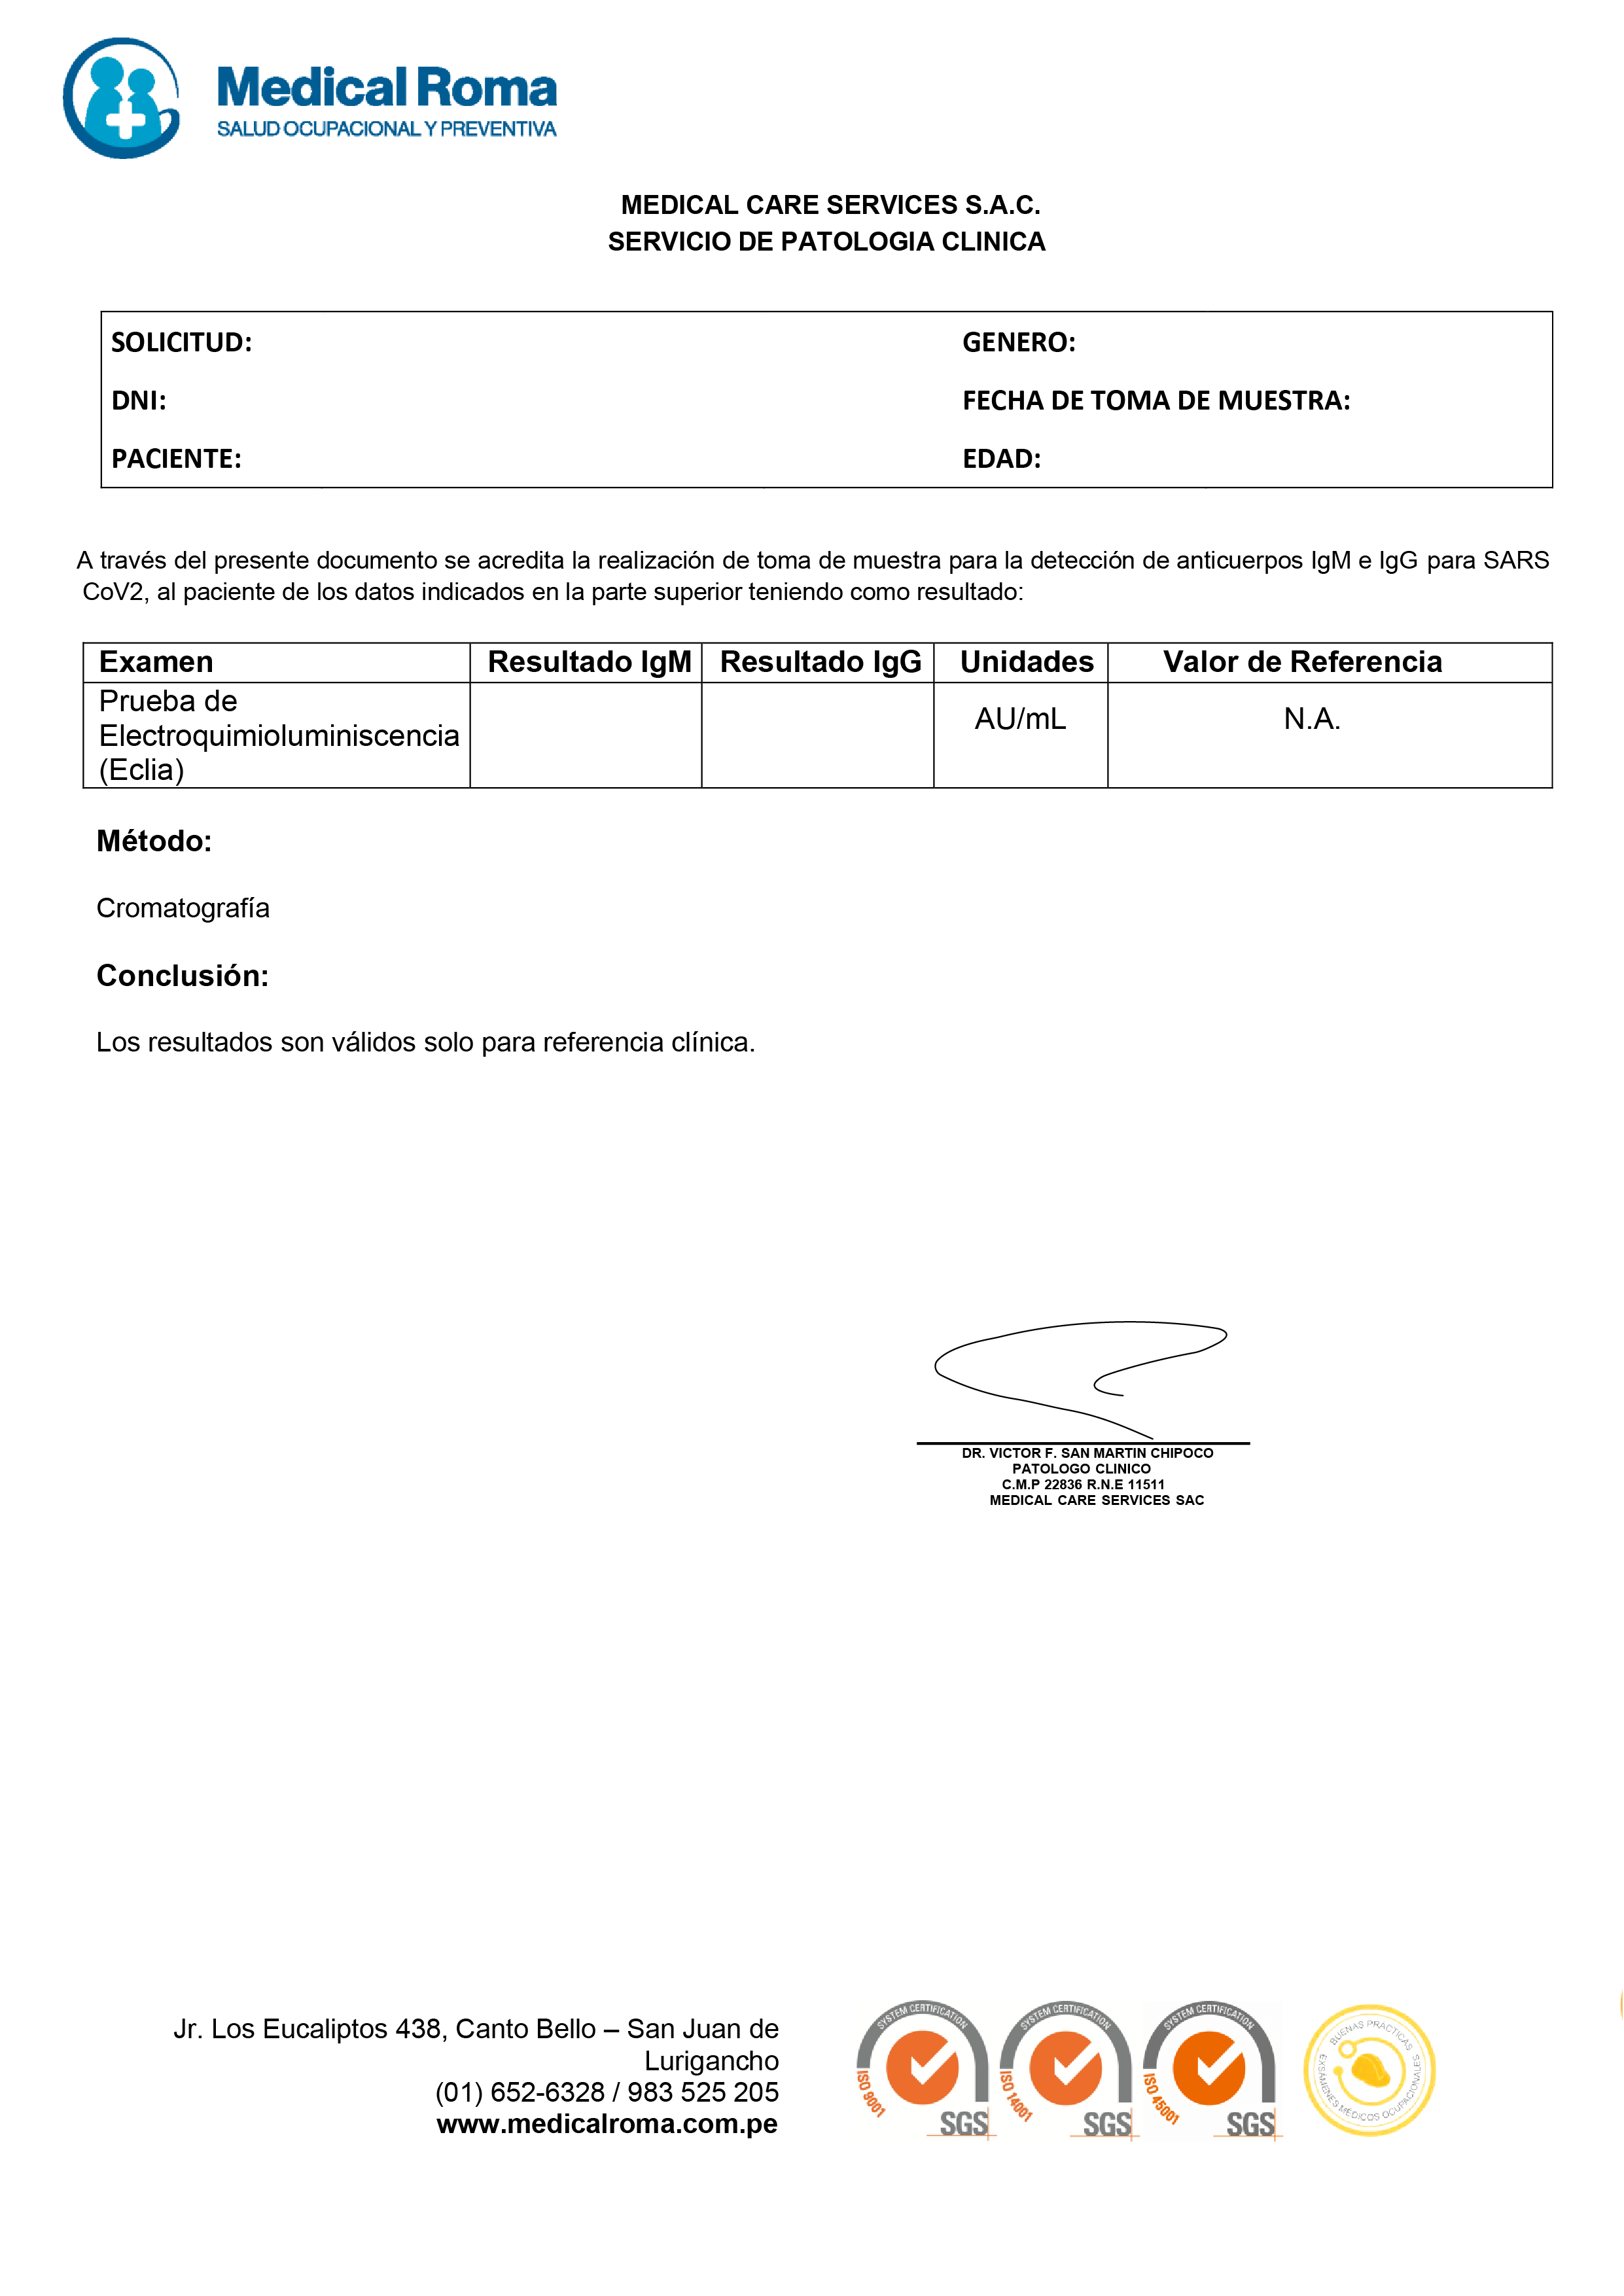 Medical Roma
SALUD OCUPACIONAL Y PREVENTIVA
MEDICAL CARE SERVICES S.A.C.
SERVICIO DE PATOLOGIA CLINICA
SOLICITUD: GENERO:
DNI: FECHA DE TOMA DE MUESTRA:
PACIENTE: EDAD:
A través del presente documento se acredita la realización de toma de muestra para la detección de anticuerpos IgM e IgG para SARS
CoV2, al paciente de los datos indicados en la parte superior teniendo como resultado:
Examen Resultado IgM Resultado IgG Unidades Valor de Referencia
Prueba de
Electroquimioluminiscencia
(Eclia)
AU/mL N.A.
Método:
Cromatografía
Conclusión:
Los resultados son válidos solo para referencia clínica.
DR. VICTOR F. SAN MARTIN CHIPOCO
PATOLOGO CLINICO
C.M.P 22836 R.N.E 11511
MEDICAL CARE SERVICES SAC
Jr. Los Eucaliptos 438, Canto Bello – San Juan de
Lurigancho
(01) 652-6328 / 983 525 205
www.medicalroma.com.pe
SYSTEM CERTIFICATION
ISO 9001
SGS
SYSTEM CERTIFICATION
ISO 14001
SGS
SYSTEM CERTIFICATION
ISO 45001
SGS
BUENAS PRACTICAS
EXSAMENES MEDICOS OCUPACIONALES